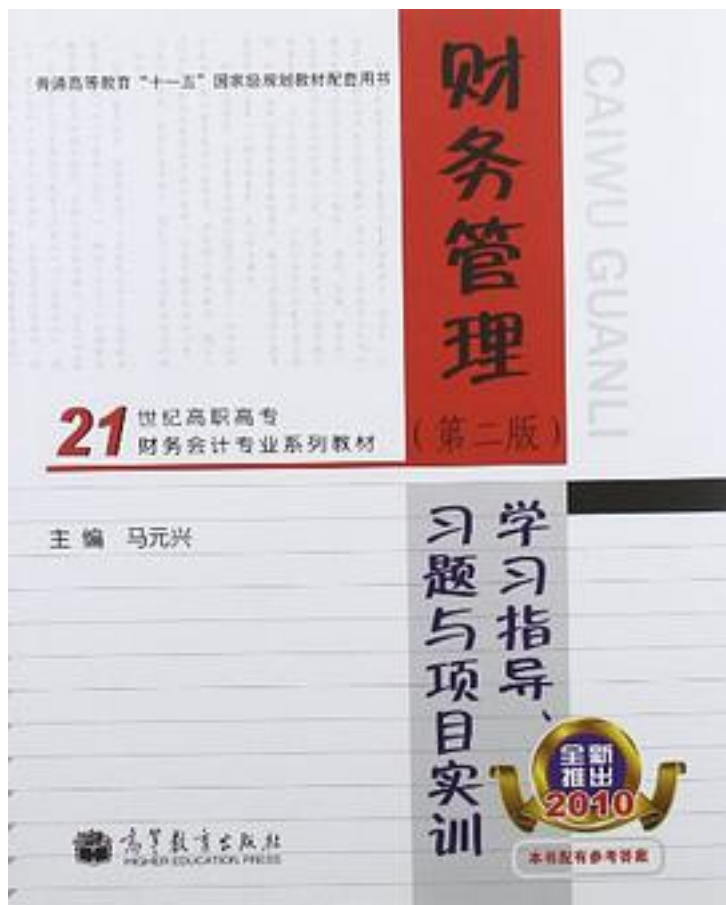 普通高等教育“十一五”国家级规划教材配套用书
财务管理
(第二版)
CAIWU GUANLI
21世纪高职高专
财务会计专业系列教材
主编 马元兴
学习指导、
习题与项目实训
全新
推出
2010
本书配有参考答案
高等教育出版社
HIGHER EDUCATION PRESS